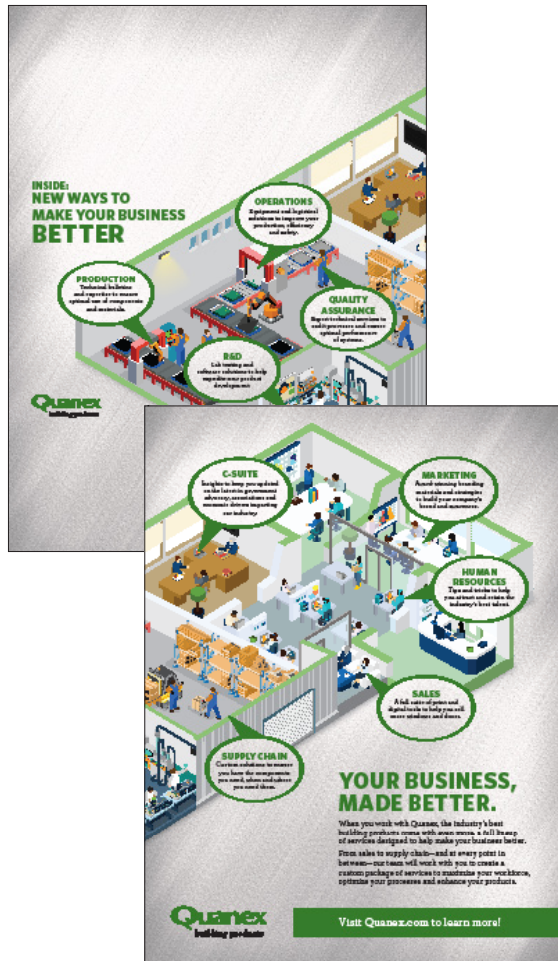 INSIDE:
NEW WAYS TO
MAKE YOUR BUSINESS
BETTER
OPERATIONS
Equipment and logistical
solutions to improve your
production, efficiency
and safety.
PRODUCTION
Technical bulletins
and expertise to ensure
optimal use of components
and materials.
QUALITY
ASSURANCE
Expert technical services to
audit processes and ensure
optimal performance
of systems.
R&D
Lab testing and
software solutions to help
expedite your product
development.
Quanex
building products
C-SUITE
Insights to keep you updated
on the latest in government
advocacy, associations and
economic drivers impacting
our industry.
MARKETING
Award-winning branding
materials and strategies
to build your company's
brand and awareness.
HUMAN
RESOURCES
Tips and tricks to help
you attract and retain the
industry's best talent.
SALES
A full suite of print and
digital tools to help you sell
more windows and doors.
SUPPLY CHAIN
Custom solutions to ensure
you have the components
you need, when and where
you need them.
YOUR BUSINESS,
MADE BETTER.
When you work with Quanex, the industry's best
building products come with even more: a full lineup
of services designed to help make your business better.
From sales to supply chain—and at every point in
between—our team will work with you to create a
custom package of services to maximize your workforce,
optimize your processes and enhance your products.
Quanex
building products
Visit Quanex.com to learn more!